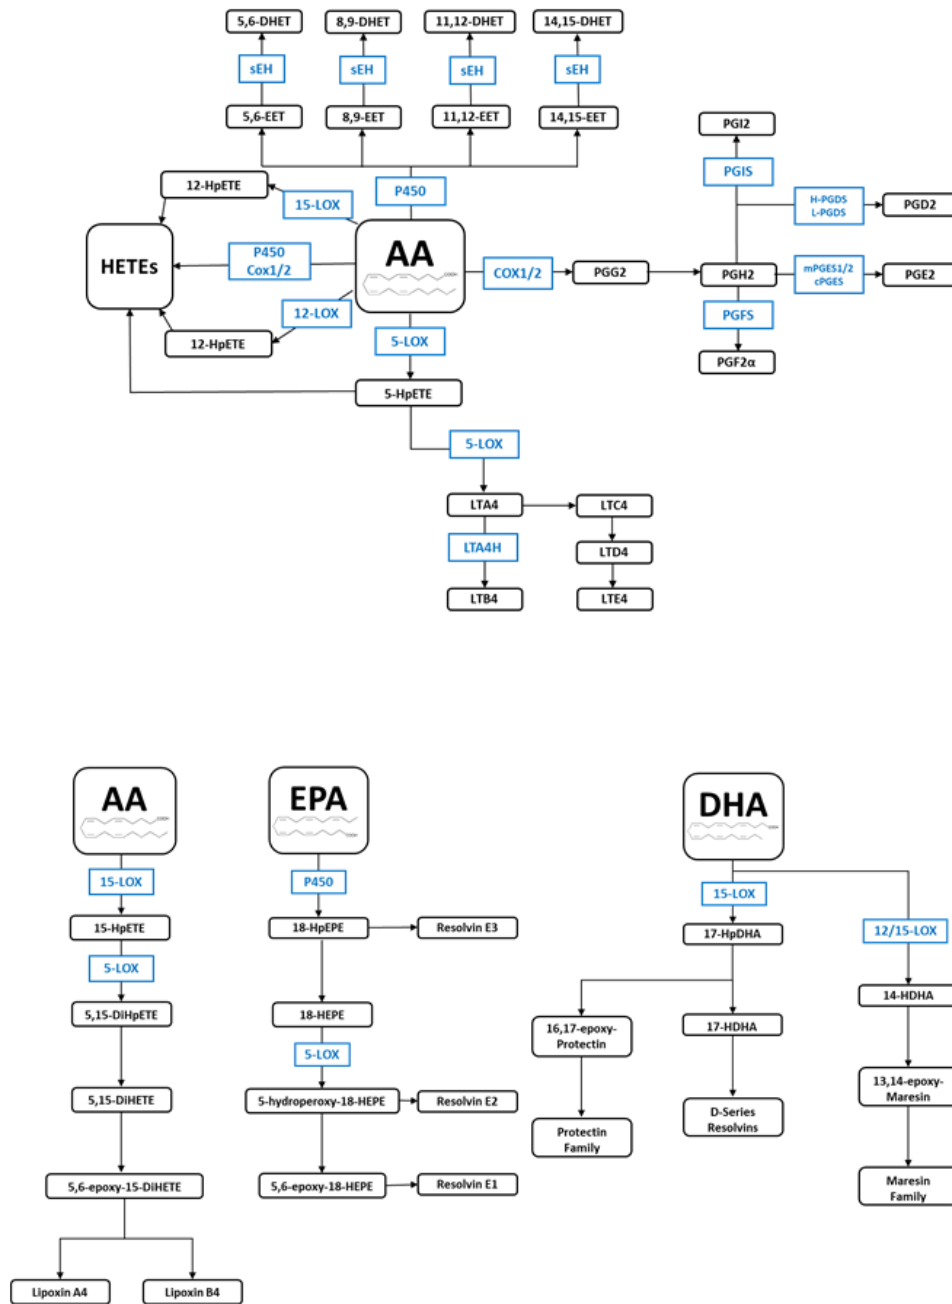 5,6-DHET
8,9-DHET
11,12-DHET
14,15-DHET
sEH
sEH
sEH
sEH
5,6-EET
8,9-EET
11,12-EET
14,15-EET
PGI2
12-HpETE
P450
PGIS
15-LOX
H-PGDS
L-PGDS
PGD2
HETEs
P450
Cox1/2
AA
COX1/2
PGG2
PGH2
mPGES1/2
cPGES
PGE2
12-LOX
PGFS
12-HpETE
5-LOX
PGF2α
5-HpETE
5-LOX
LTA4
LTC4
LTA4H
LTD4
LTB4
LTE4
AA
15-LOX
15-HpETE
5-LOX
5,15-DiHpETE
5,15-DiHETE
5,6-epoxy-15-DiHETE
Lipoxin A4
Lipoxin B4
EPA
P450
18-HpEPE
Resolvin E3
18-HEPE
5-LOX
5-hydroperoxy-18-HEPE
Resolvin E2
5,6-epoxy-18-HEPE
Resolvin E1
DHA
15-LOX
17-HpDHA
12/15-LOX
14-HDHA
16,17-epoxy-
Protectin
17-HDHA
13,14-epoxy-
Maresin
Protectin
Family
D-Series
Resolvins
Maresin
Family